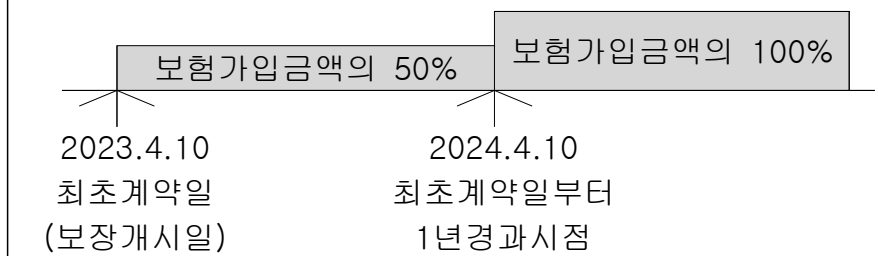 보험가입금액의 50%
보험가입금액의 100%
2023.4.10
최초계약일
(보장개시일)
2024.4.10
최초계약일부터
1년경과시점